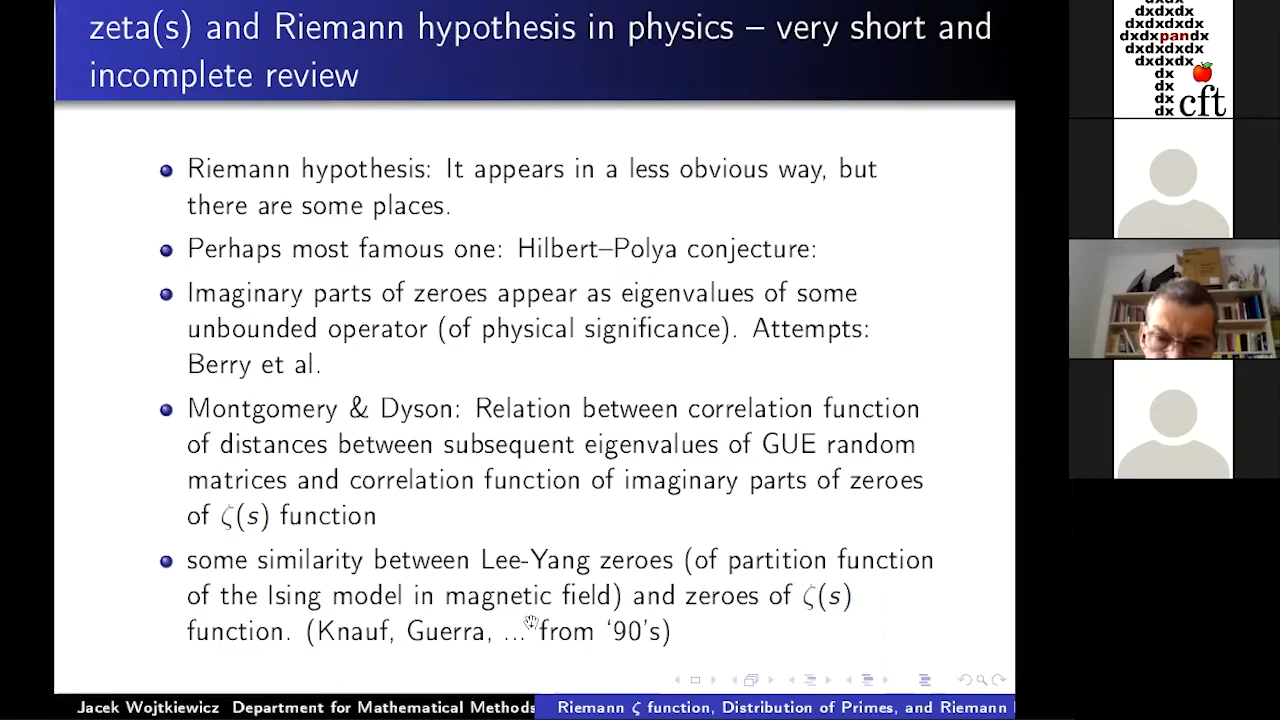 zeta(s) and Riemann hypothesis in physics – very short and
incomplete review
Riemann hypothesis: It appears in a less obvious way, but
there are some places.
Perhaps most famous one: Hilbert–Polya conjecture:
Imaginary parts of zeroes appear as eigenvalues of some
unbounded operator (of physical significance). Attempts:
Berry et al.
Montgomery & Dyson: Relation between correlation function
of distances between subsequent eigenvalues of GUE random
matrices and correlation function of imaginary parts of zeroes
of ζ(s) function
some similarity between Lee-Yang zeroes (of partition function
of the Ising model in magnetic field) and zeroes of ζ(s)
function. (Knauf, Guerra, ... from ‘90’s)
Jacek Wojtkiewicz Department for Mathematical Methods
Riemann ζ function, Distribution of Primes, and Riemann
dxdxdx
dxdxdx
dxdxdxdx
dxdxpandx
dxdxdxdx
dxdxdx
dx
dx
dx
dx
cft